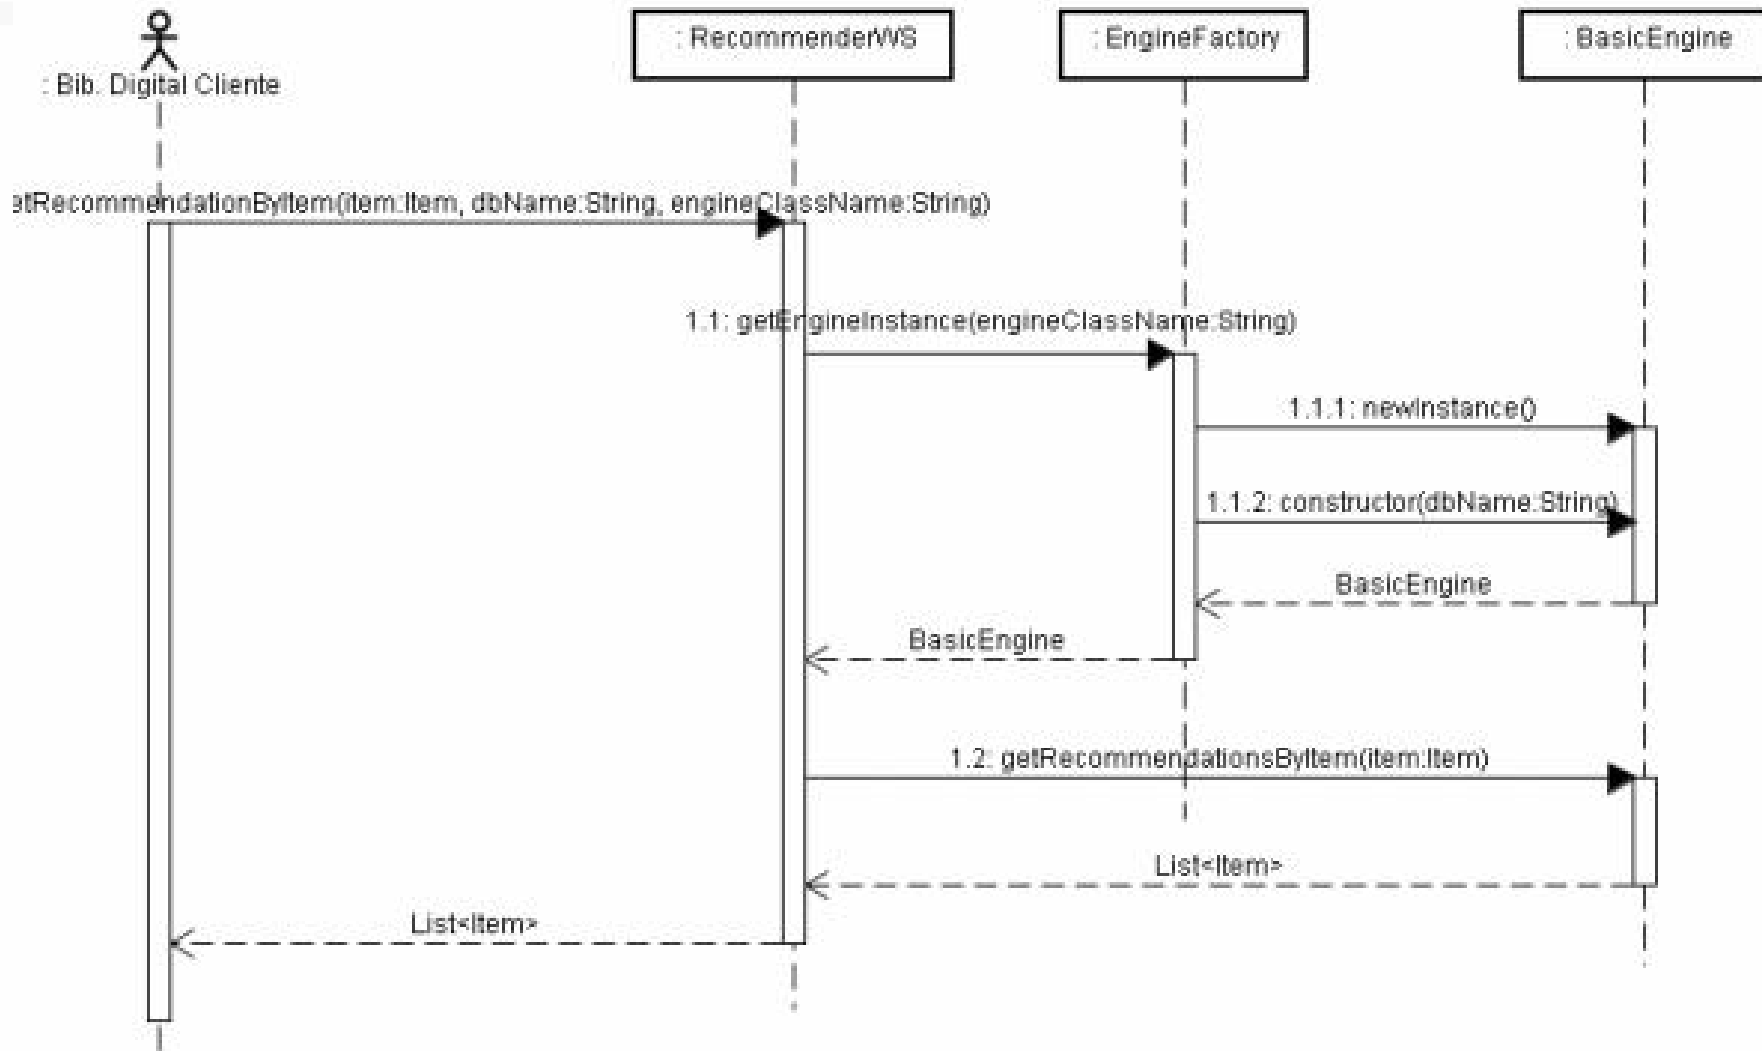 : RecommenderWS
: EngineFactory
: BasicEngine
: Bib. Digital Cliente
etRecommendationByItem(item:Item, dbName:String, engineClassName:String)
1.1: getEngineInstance(engineClassName:String)
1.1.1: newInstance()
1.1.2: constructor(dbName:String)
BasicEngine
BasicEngine
1.2: getRecommendationsByItem(item:Item)
List<Item>
List<Item>